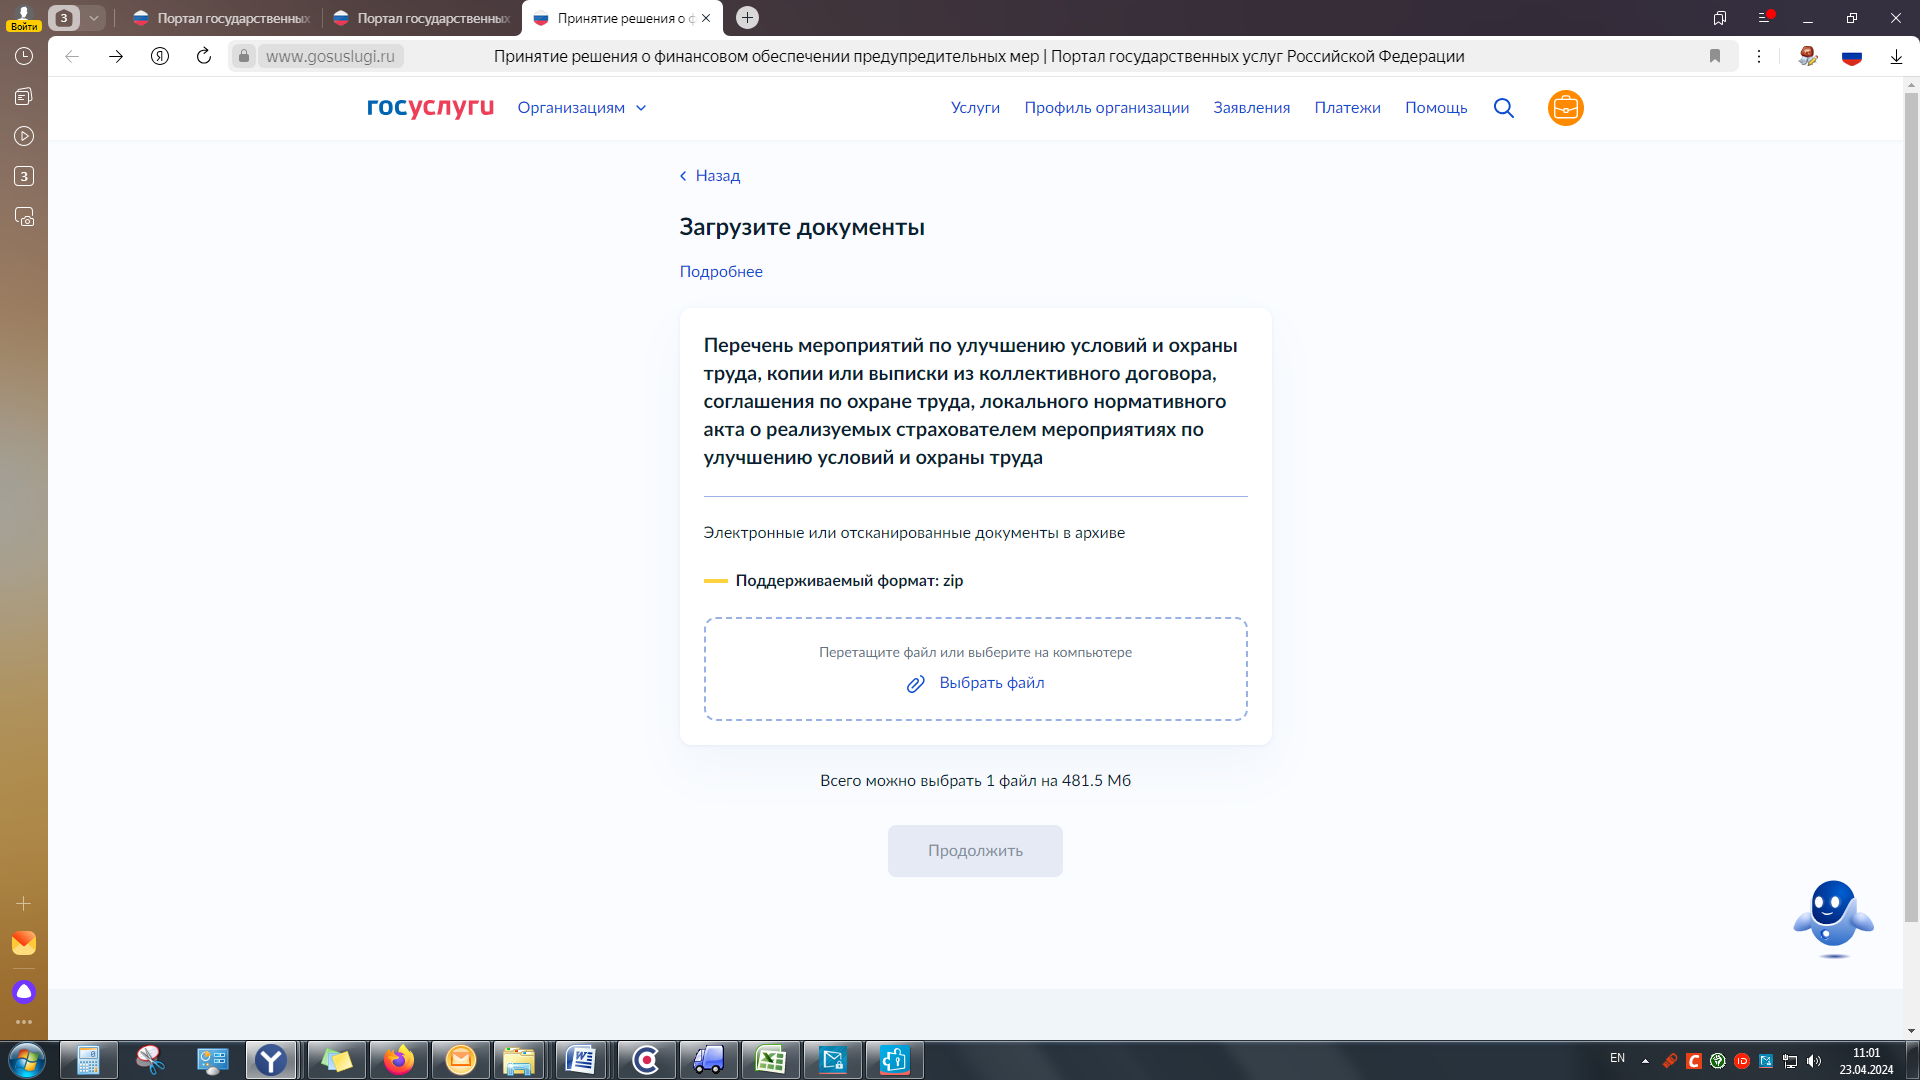 Войти
3
Портал государственных
Портал государственных
Принятие решения о ф
www.gosuslugi.ru
Принятие решения о финансовом обеспечении предупредительных мер | Портал государственных услуг Российской Федерации
3
госуслуги
Организациям
Услуги
Профиль организации
Заявления
Платежи
Помощь
Назад
Загрузите документы
Подробнее
Перечень мероприятий по улучшению условий и охраны
труда, копии или выписки из коллективного договора,
соглашения по охране труда, локального нормативного
акта о реализуемых страхователем мероприятиях по
улучшению условий и охраны труда
Электронные или отсканированные документы в архиве
Поддерживаемый формат: zip
Перетащите файл или выберите на компьютере
Выбрать файл
Всего можно выбрать 1 файл на 481.5 Мб
Продолжить
EN
11:01
23.04.2024